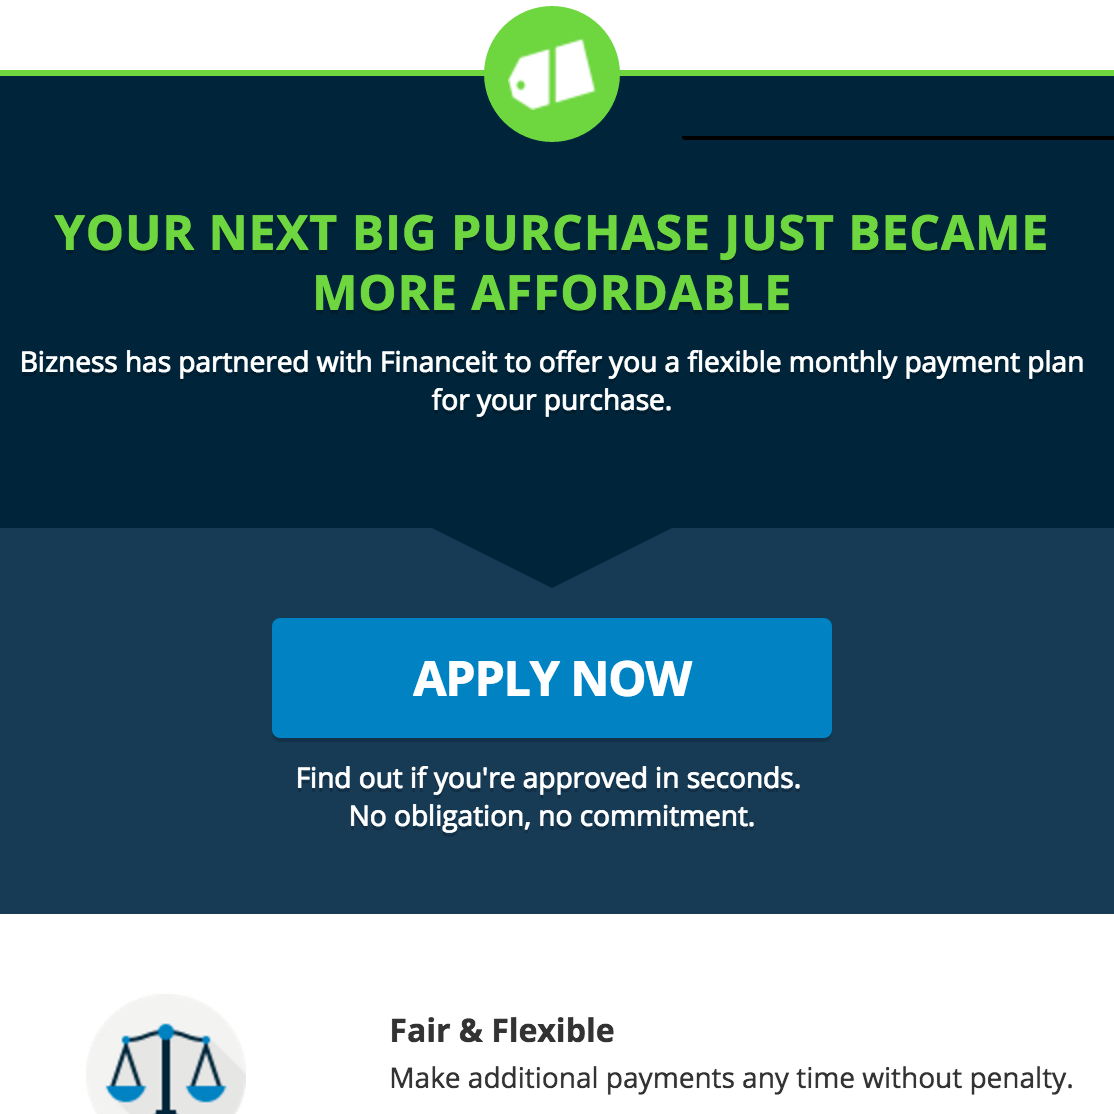 YOUR NEXT BIG PURCHASE JUST BECAME
MORE AFFORDABLE
Bizness has partnered with Financeit to offer you a flexible monthly payment plan
for your purchase.
APPLY NOW
Find out if you're approved in seconds.
No obligation, no commitment.
Fair & Flexible
Make additional payments any time without penalty.